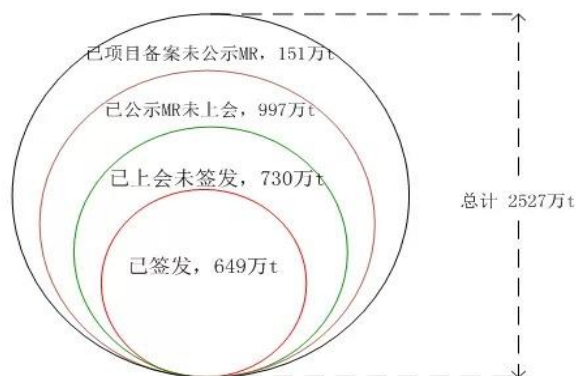 已项目备案未公示MR，151万t
已公示MR未上会，997万t
已上会未签发，730万t
总计 2527万t
已签发，649万t